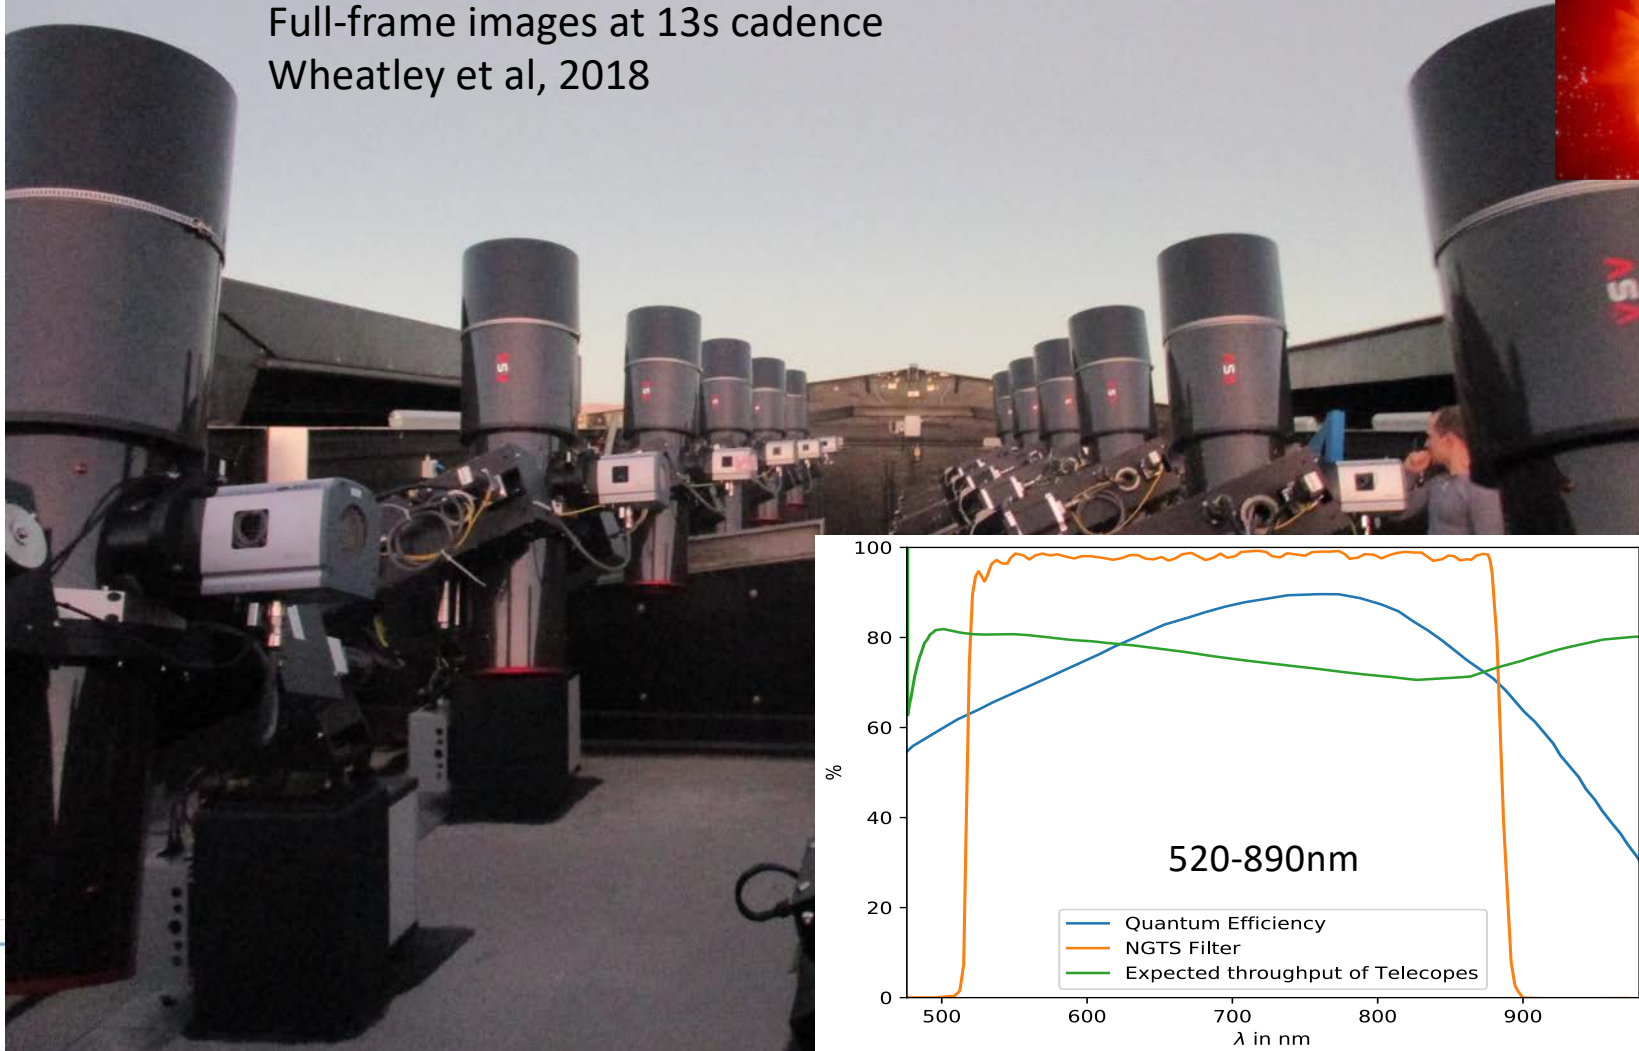 Full-frame images at 13s cadence
Wheatley et al, 2018
ASA
100
80
60
40
20
0
%
520-890nm
Quantum Efficiency
NGTS Filter
Expected throughput of Telecopes
500
600
700
800
900
λ in nm